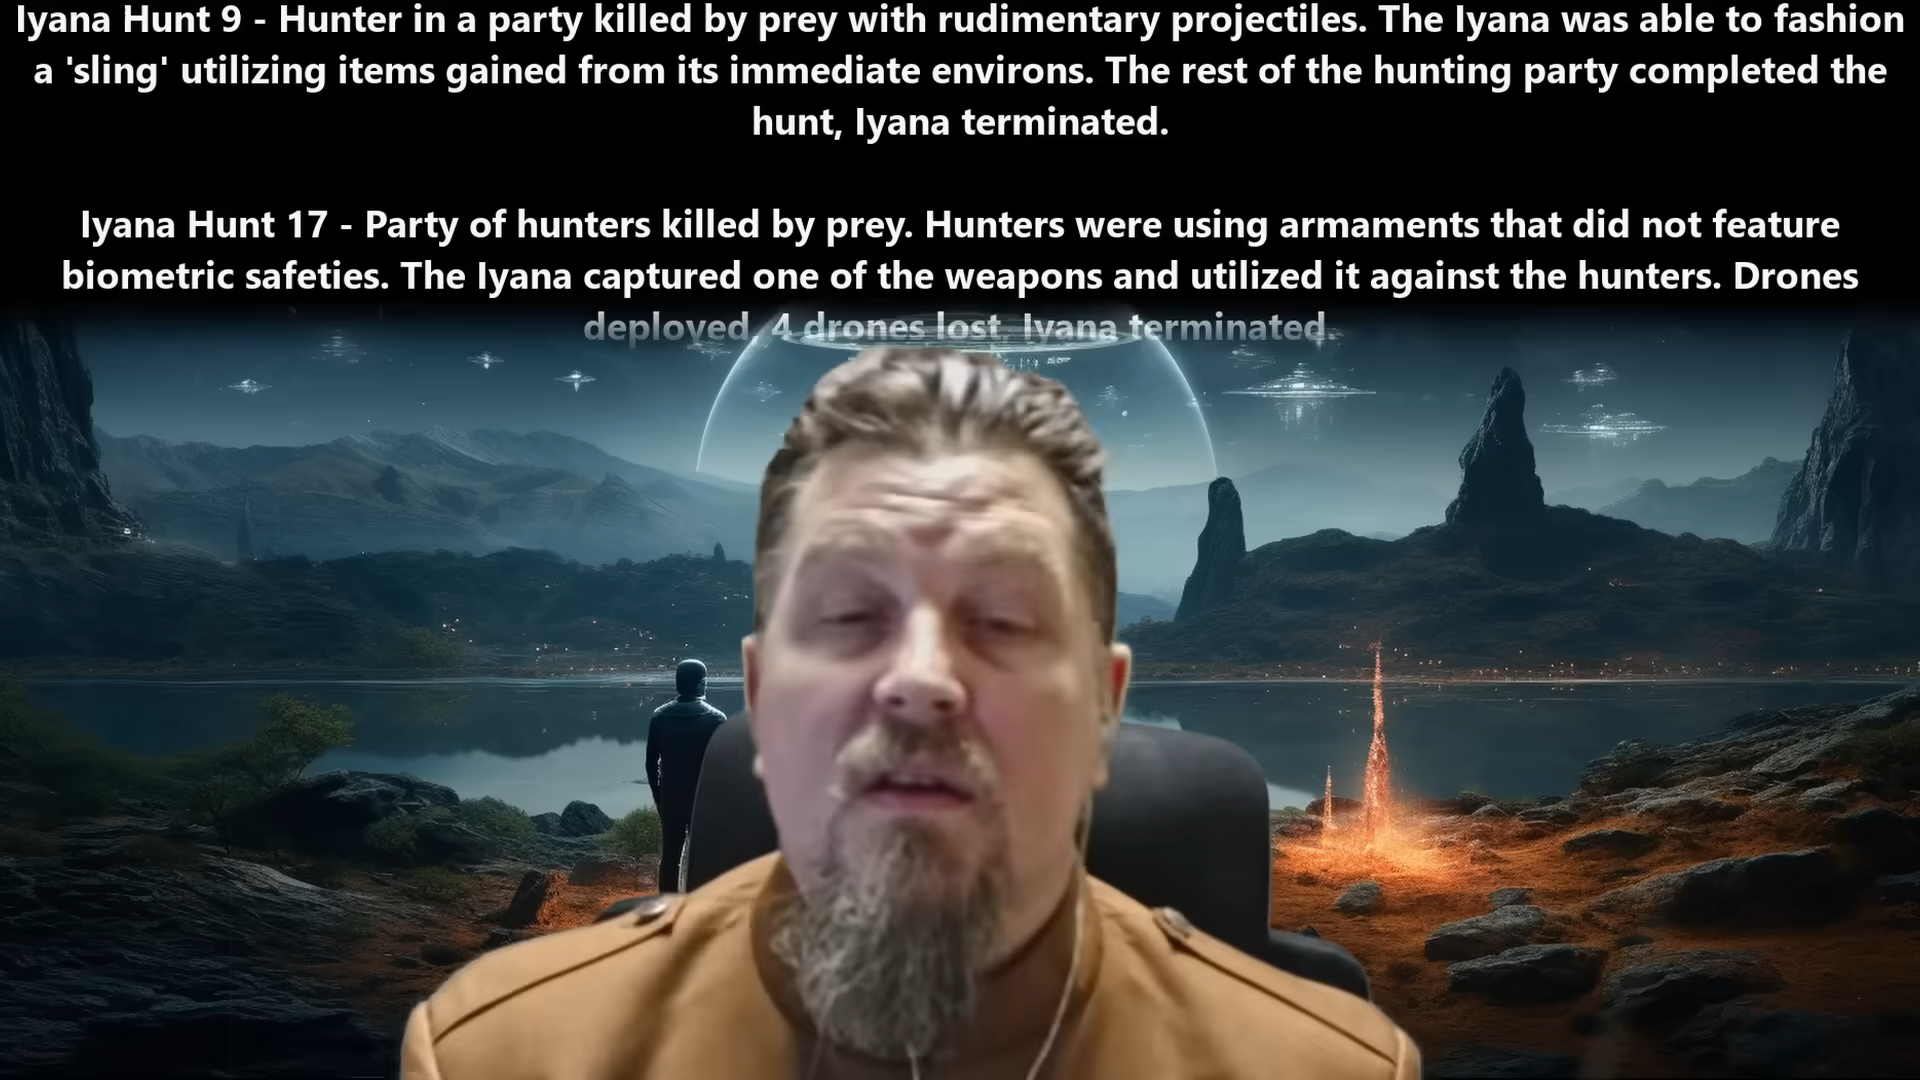 Iyana Hunt 9 - Hunter in a party killed by prey with rudimentary projectiles. The Iyana was able to fashion
a 'sling' utilizing items gained from its immediate environs. The rest of the hunting party completed the
hunt, Iyana terminated.
Iyana Hunt 17 - Party of hunters killed by prey. Hunters were using armaments that did not feature
biometric safeties. The Iyana captured one of the weapons and utilized it against the hunters. Drones
deployed, 4 drones lost, Iyana terminated.